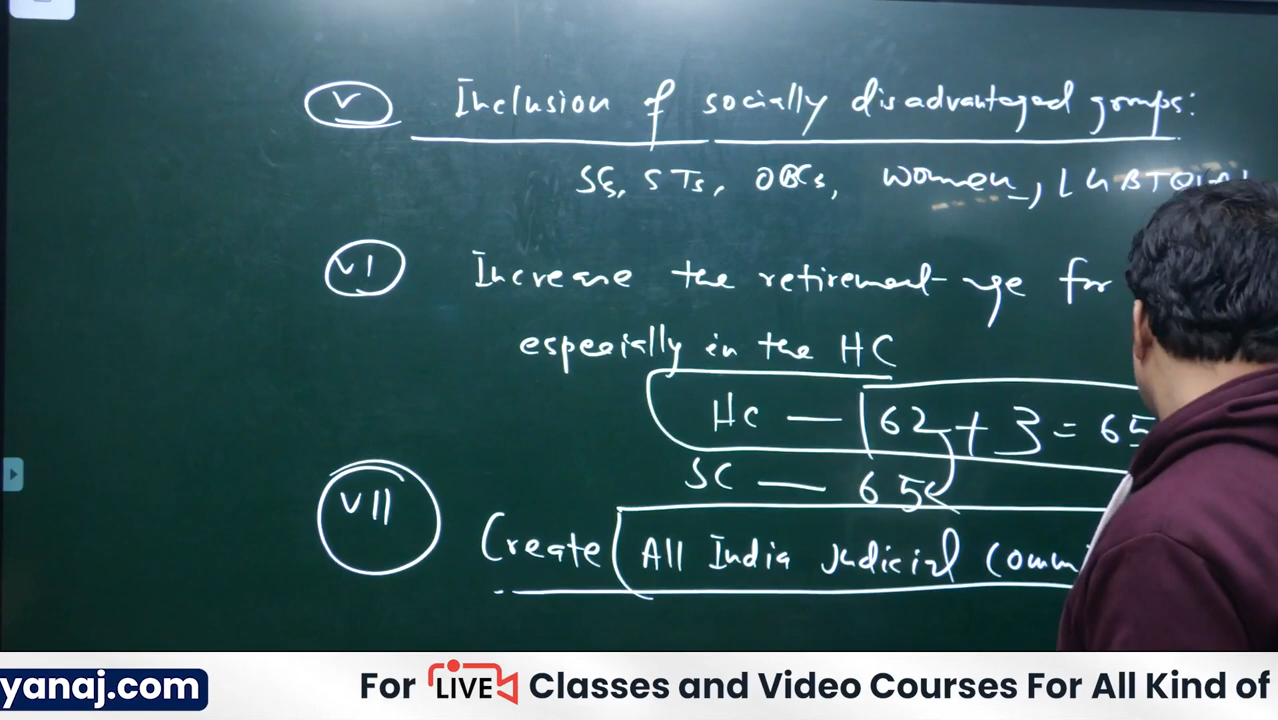 V Inclusion of socially disadvantaged groups:
SCs, STs, OBCs, women,
VI Increase the retirement age for
especially in the HC
HC — 62 + 3 = 65
SC — 65
VII Create All India Judicial Comm
yanaj.com
For LIVE Classes and Video Courses For All Kind of